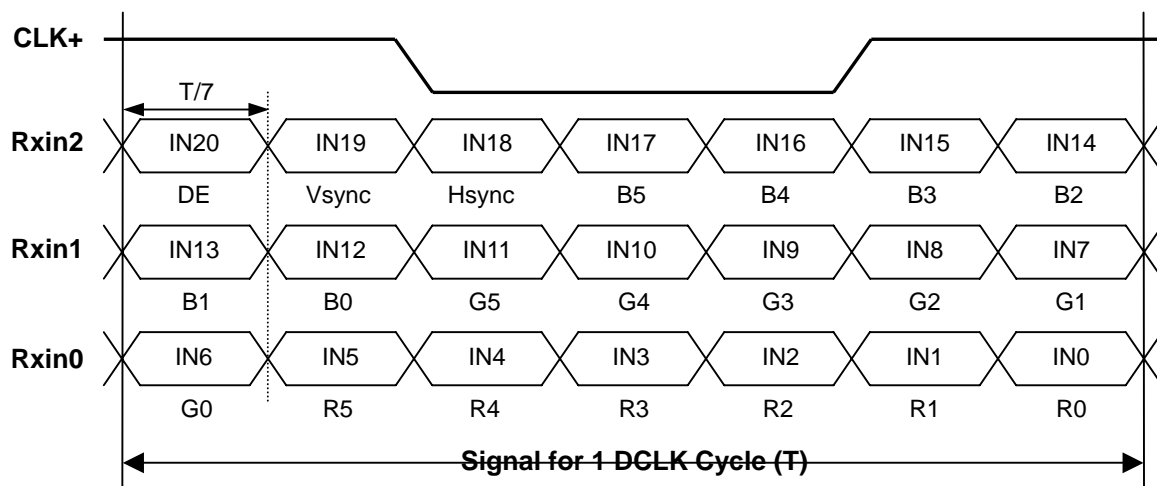 CLK+
T/7
Rxin2 IN20 IN19 IN18 IN17 IN16 IN15 IN14
DE Vsync Hsync B5 B4 B3 B2
Rxin1 IN13 IN12 IN11 IN10 IN9 IN8 IN7
B1 B0 G5 G4 G3 G2 G1
Rxin0 IN6 IN5 IN4 IN3 IN2 IN1 IN0
G0 R5 R4 R3 R2 R1 R0
Signal for 1 DCLK Cycle (T)